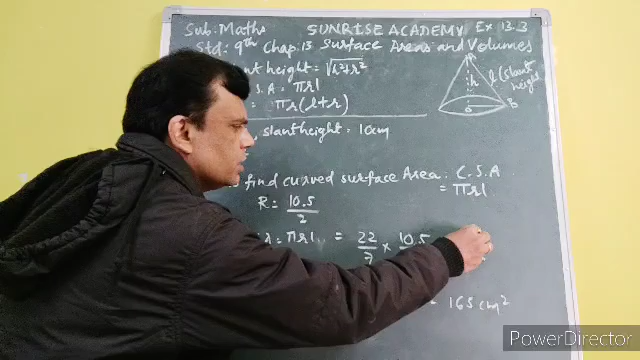 Sub: Maths SUNRISE ACADEMY Ex 13.3
Std: 9th Chap. 13 Surface Areas and Volumes
height = √h²+r²
S. A = πrl
= πr(l+r)
h
l (slant height
B
, slant height = 10cm
find curved surface Area: C.S.A
= πrl
R = 10.5/2
= πrl = 22/7 × 10.5
= 165 cm²
PowerDirector